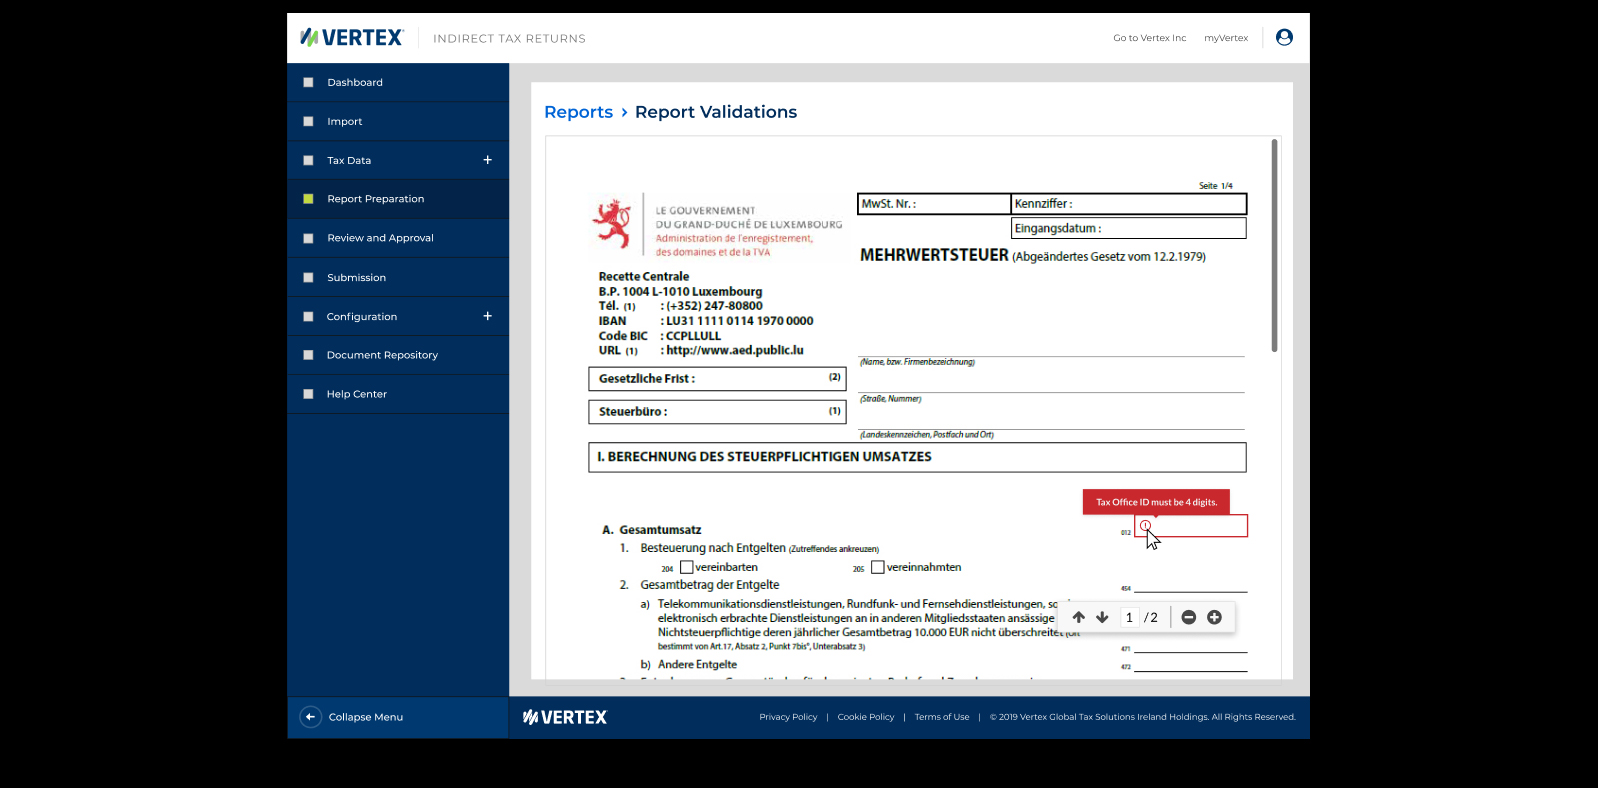 VERTEX
INDIRECT TAX RETURNS
Go to Vertex Inc
myVertex
Dashboard
Import
Tax Data +
Report Preparation
Review and Approval
Submission
Configuration +
Document Repository
Help Center
Collapse Menu
Reports > Report Validations
Seite 1/4
LE GOUVERNEMENT
DU GRAND-DUCHÉ DE LUXEMBOURG
Administration de l'enregistrement,
des domaines et de la TVA
MwSt. Nr. :
Kennziffer :
Eingangsdatum :
MEHRWERTSTEUER (Abgeändertes Gesetz vom 12.2.1979)
Recette Centrale
B.P. 1004 L-1010 Luxembourg
Tél. (1) : (+352) 247-80800
IBAN : LU31 1111 0114 1970 0000
Code BIC : CCPLLULL
URL (1) : http://www.aed.public.lu
(Name, bzw. Firmenbezeichnung)
Gesetzliche Frist : (2)
(Straße, Nummer)
Steuerbüro : (1)
(Landeskennzeichen, Postfach und Ort)
I. BERECHNUNG DES STEUERPFLICHTIGEN UMSATZES
Tax Office ID must be 4 digits.
012
A. Gesamtumsatz
1. Besteuerung nach Entgelten (Zutreffendes ankreuzen)
204 vereinbarten 205 vereinnahmten
2. Gesamtbetrag der Entgelte 454
a) Telekommunikationsdienstleistungen, Rundfunk- und Fernsehdienstleistungen,
elektronisch erbrachte Dienstleistungen an in anderen Mitgliedsstaaten ansässige
Nichtsteuerpflichtige deren jährlicher Gesamtbetrag 10.000 EUR nicht überschreitet
bestimmt von Art.17, Absatz 2, Punkt 7bis°, Unterabsatz 3) 471
b) Andere Entgelte 472
1 /2
VERTEX
Privacy Policy | Cookie Policy | Terms of Use | © 2019 Vertex Global Tax Solutions Ireland Holdings. All Rights Reserved.